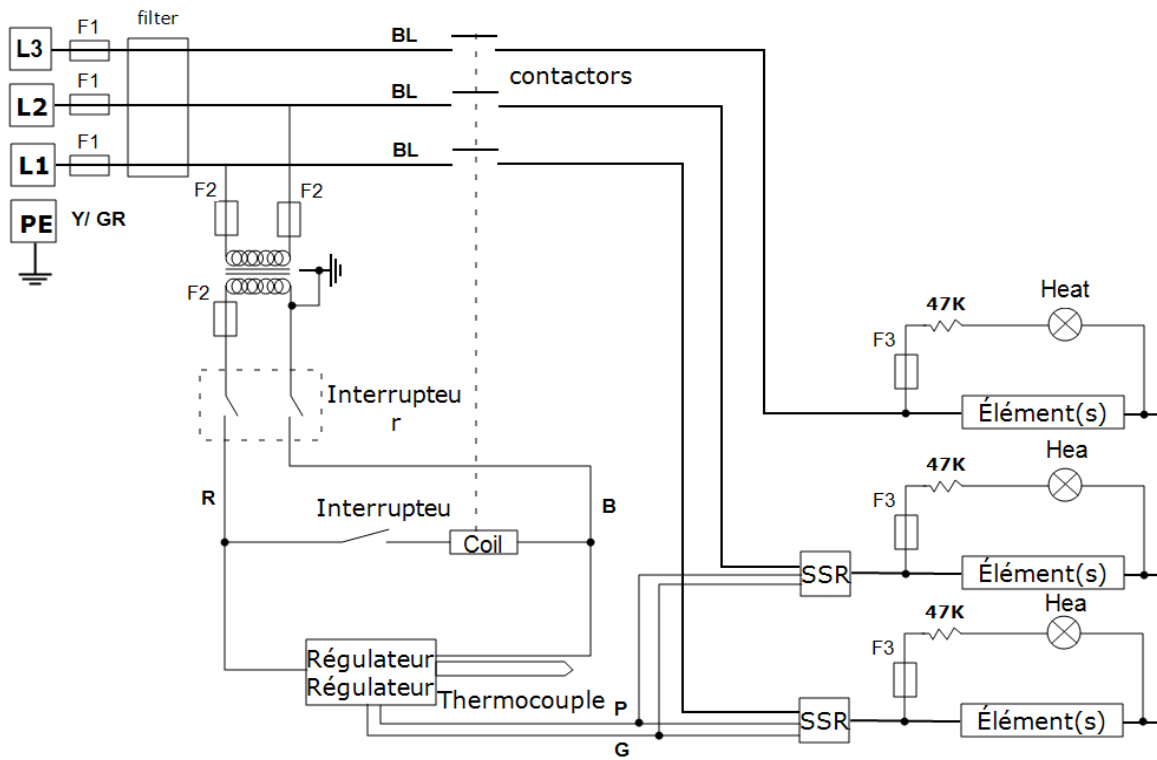 filter
F1
L3
BL
contactors
F1
L2
BL
F1
L1
BL
F2
F2
PE
Y/ GR
F2
Interrupteu
r
47K
Heat
F3
Élément(s)
R
Interrupteu
B
Coil
47K
Hea
F3
SSR
Élément(s)
Régulateur
Régulateur
Thermocouple
P
G
47K
Hea
F3
SSR
Élément(s)